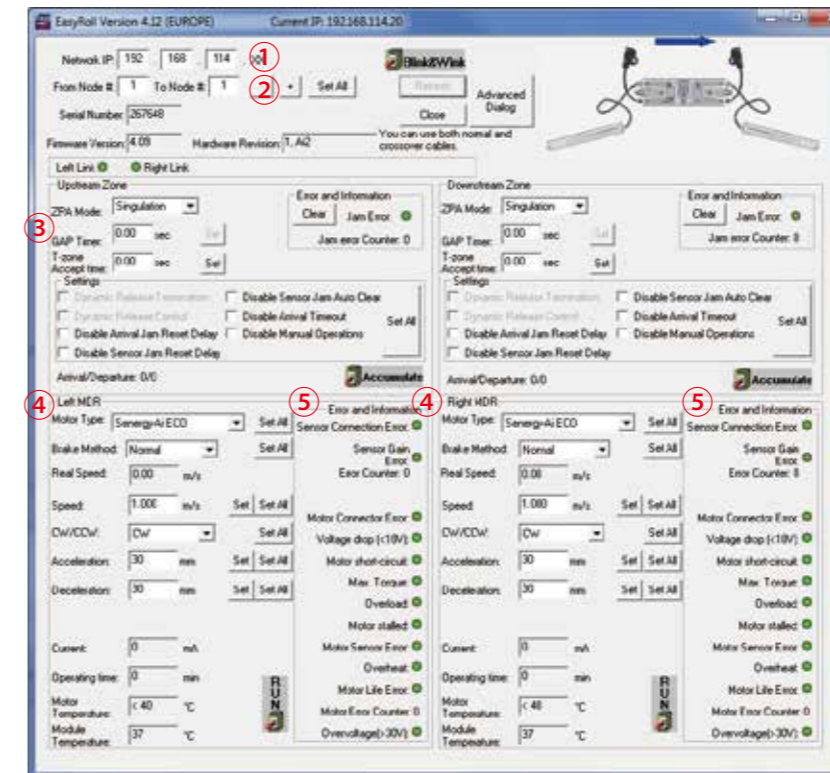 EasyRoll Version 4.12 (EUROPE) Current IP: 192.168.114.20
Network IP: 192 168 114 ①
Blink&Wink
From Node #: 1 To Node #: 1 ② + Set All
Refresh
Advanced Dialog
Serial Number: 267648
Close
Firmware Version: 4.09 Hardware Revision: 1, Ai2
You can use both normal and
crossover cables.
Left Link Right Link
Upstream Zone
ZPA Mode: Singulation
Error and Information
Clear Jam Error:
③
GAP Timer: 0.00 sec Set
Jam error Counter: 0
T-zone
Accept time: 0.00 sec Set
Settings
Dynamic Release Termination Disable Sensor Jam Auto Clear
Dynamic Release Control Disable Arrival Timeout
Set All
Disable Arrival Jam Reset Delay Disable Manual Operations
Disable Sensor Jam Reset Delay
Arrival/Departure: 0/0 Accumulate
Downstream Zone
ZPA Mode: Singulation
Error and Information
Clear Jam Error:
GAP Timer: 0.00 sec Set
Jam error Counter:
T-zone
Accept time: 0.00 sec Set
Settings
Dynamic Release Termination Disable Sensor Jam Auto Clear
Dynamic Release Control Disable Arrival Timeout
Set All
Disable Arrival Jam Reset Delay Disable Manual Operations
Disable Sensor Jam Reset Delay
Arrival/Departure: 0/0 Accumulate
④ Left MDR
Motor Type: Senergy-Ai ECO Set All
Brake Method: Normal Set All
Real Speed: 0.00 m/s
Speed: m/s Set Set All
CW/CCW: CW Set All
Acceleration: 30 mm Set Set All
Deceleration: 30 mm Set Set All
Current: 0 mA
Operating time: 0 min
Motor
Temperature: < 40 °C
Module
Temperature: 37 °C
RUN
⑤ Error and Information
Sensor Connection Error:
Sensor Gain
Error:
Error Counter: 0
Motor Connector Error:
Voltage drop (<18V):
Motor short-circuit:
Max. Torque:
Overload:
Motor stalled:
Motor Sensor Error:
Overheat:
Motor Life Error:
Motor Error Counter: 0
Overvoltage(>30V):
④ Right MDR
Motor Type: Senergy-Ai ECO Set All
Brake Method: Normal Set All
Real Speed: 0.00 m/s
Speed: m/s Set Set All
CW/CCW: CW Set All
Acceleration: 30 mm Set Set All
Deceleration: 30 mm Set Set All
Current: 0 mA
Operating time: 0 min
Motor
Temperature: °C
Module
Temperature: 37 °C
RUN
⑤ Error and Information
Sensor Connection Error:
Sensor Gain
Error:
Error Counter:
Motor Connector Error:
Voltage drop (<18V):
Motor short-circuit:
Max. Torque:
Overload:
Motor stalled:
Motor Sensor Error:
Overheat:
Motor Life Error:
Motor Error Counter: 0
Overvoltage(>30V):